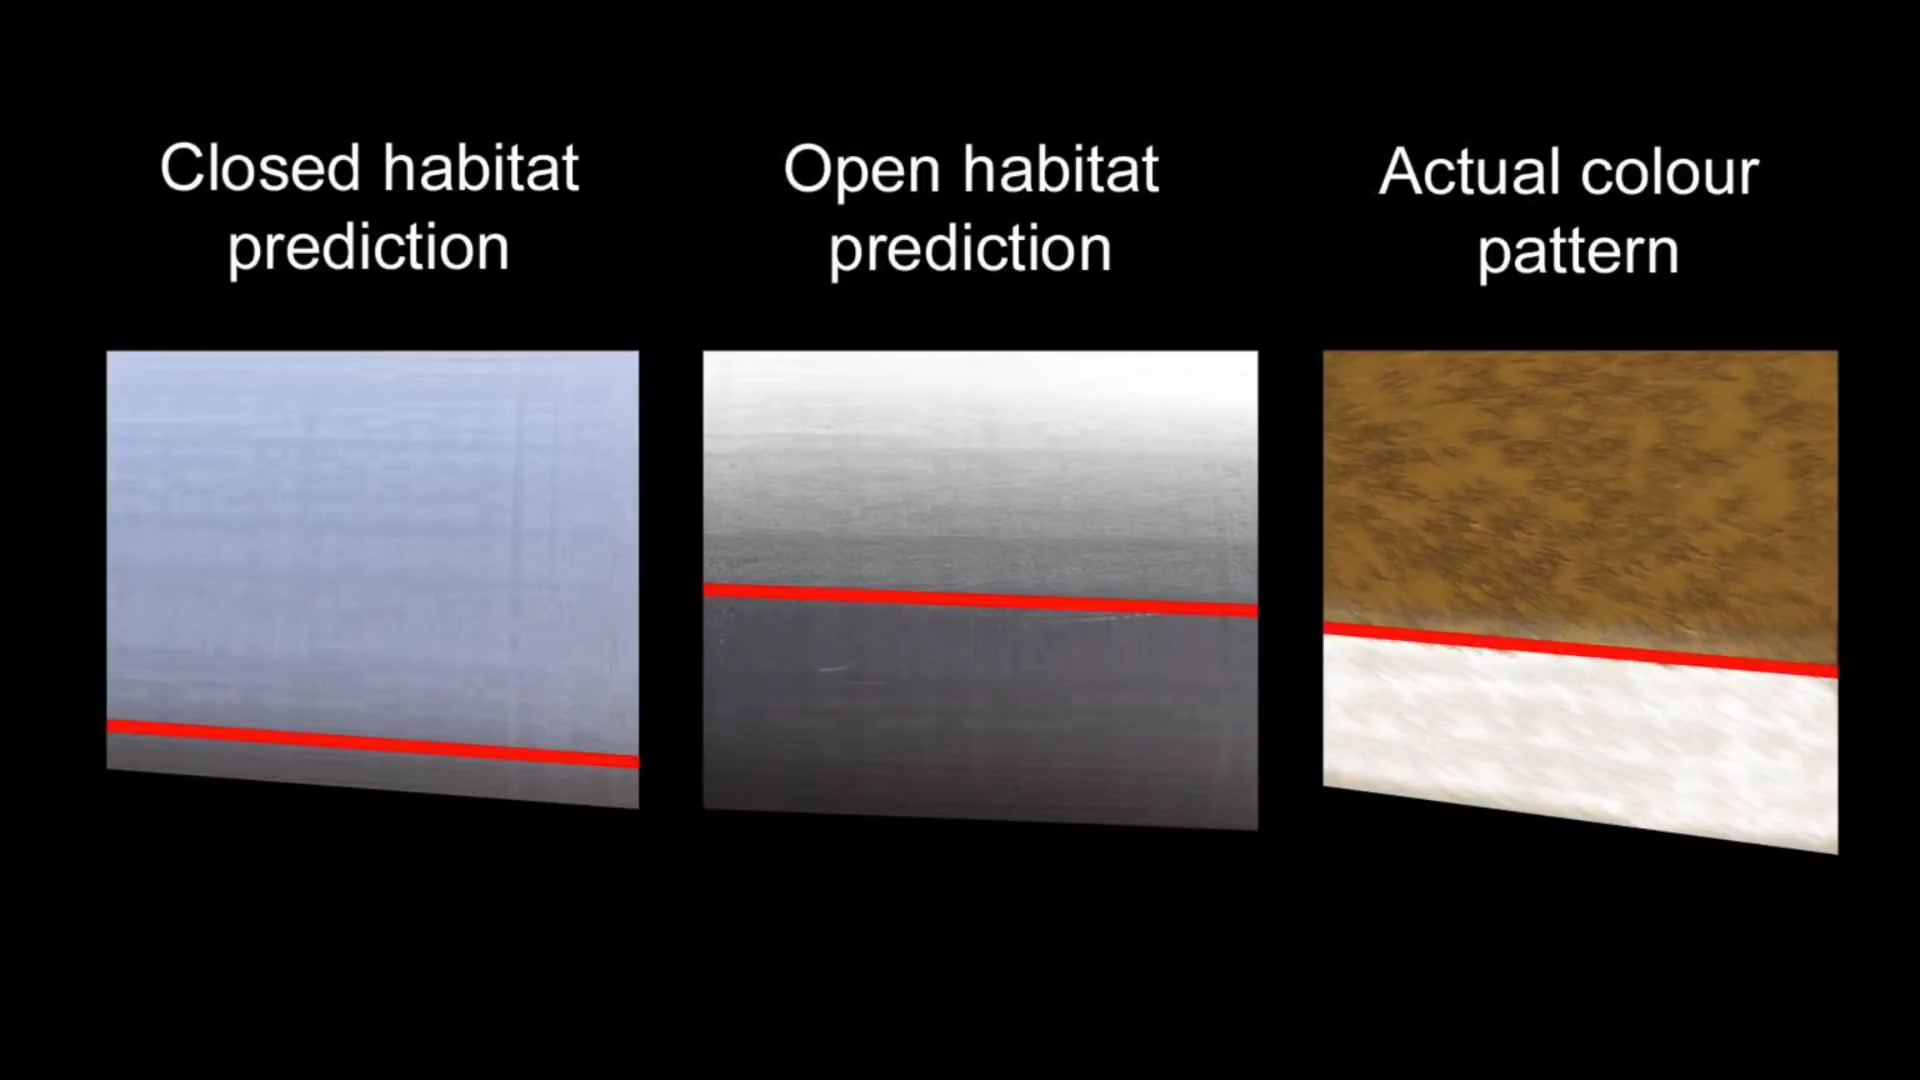 Closed habitat
prediction
Open habitat
prediction
Actual colour
pattern